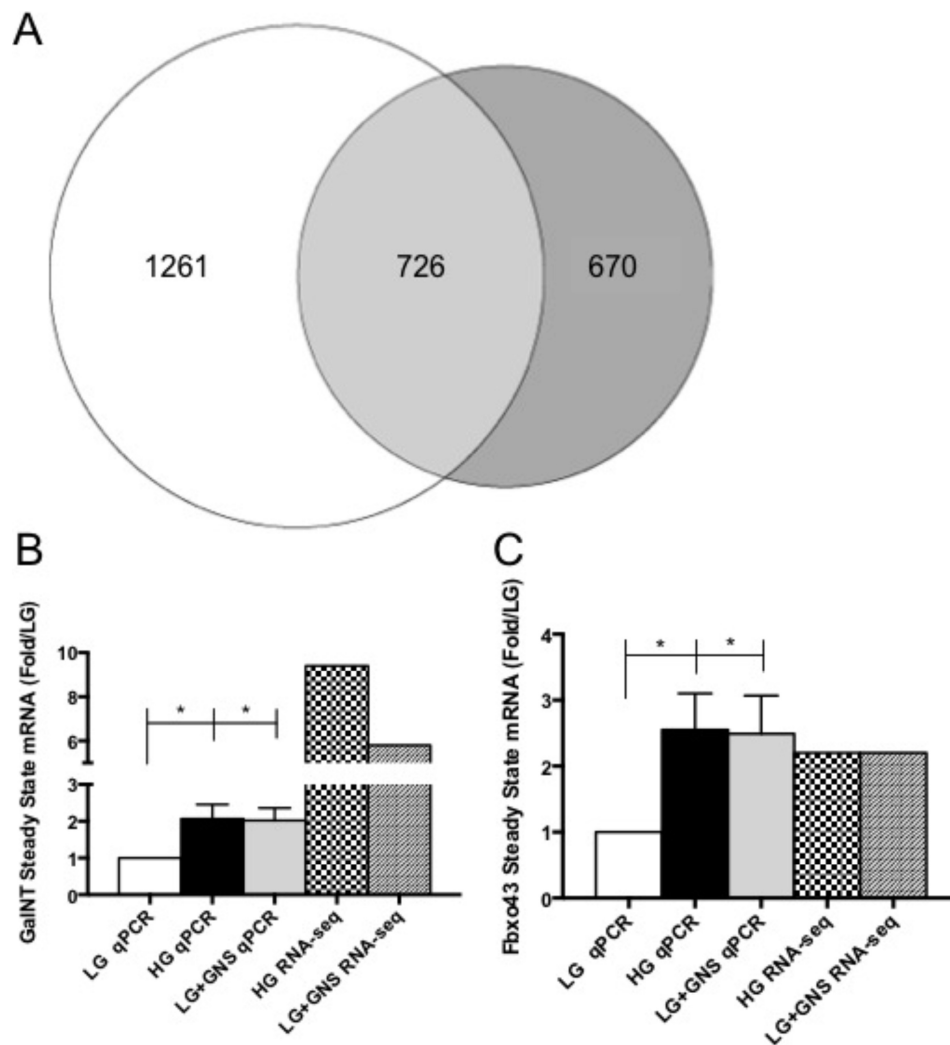 A
1261
726
670
B
C
GalNT Steady State mRNA (Fold/LG)
10
8
6
3
2
1
0
*
*
LG qPCR
HG qPCR
LG+GNS qPCR
HG RNA-seq
LG+GNS RNA-seq
Fbxo43 Steady State mRNA (Fold/LG)
4
3
2
1
0
*
*
LG qPCR
HG qPCR
LG+GNS qPCR
HG RNA-seq
LG+GNS RNA-seq